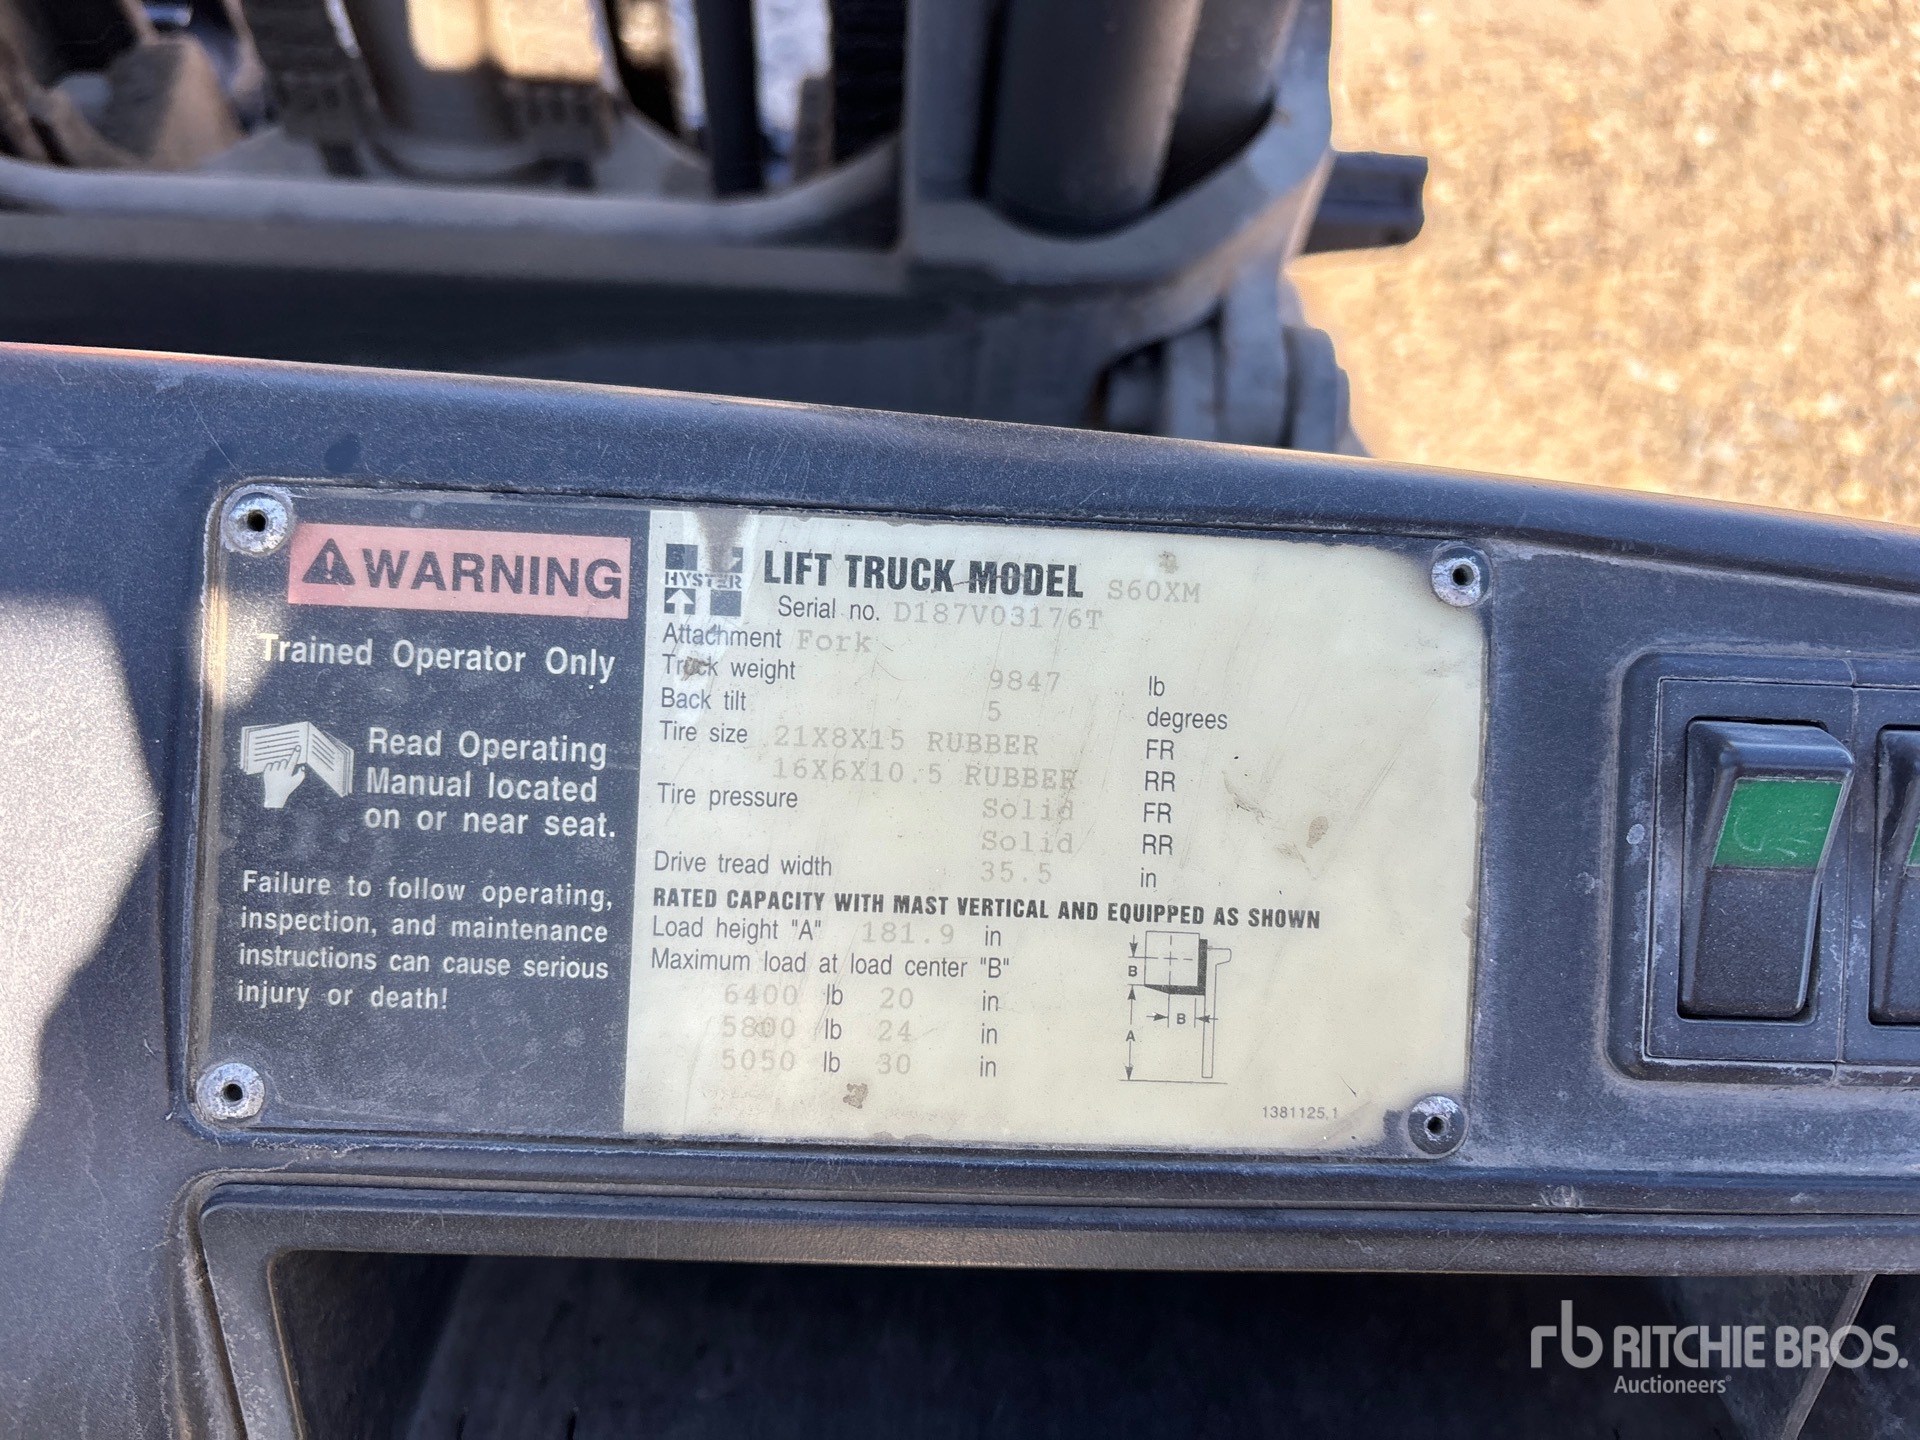 WARNING
Trained Operator Only
Read Operating
Manual located
on or near seat.
Failure to follow operating,
inspection, and maintenance
instructions can cause serious
injury or death!
HYSTER
LIFT TRUCK MODEL S60XM
Serial no. D187V03176T
Attachment Fork
Truck weight 9847 lb
Back tilt 5 degrees
Tire size 21X8X15 RUBBER FR
16X6X10.5 RUBBER RR
Tire pressure Solid FR
Solid RR
Drive tread width 35.5 in
RATED CAPACITY WITH MAST VERTICAL AND EQUIPPED AS SHOWN
Load height "A" 181.9 in
Maximum load at load center "B"
6400 lb 20 in
5800 lb 24 in
5050 lb 30 in
B
B
A
1381125.1
rb RITCHIE BROS.
Auctioneers